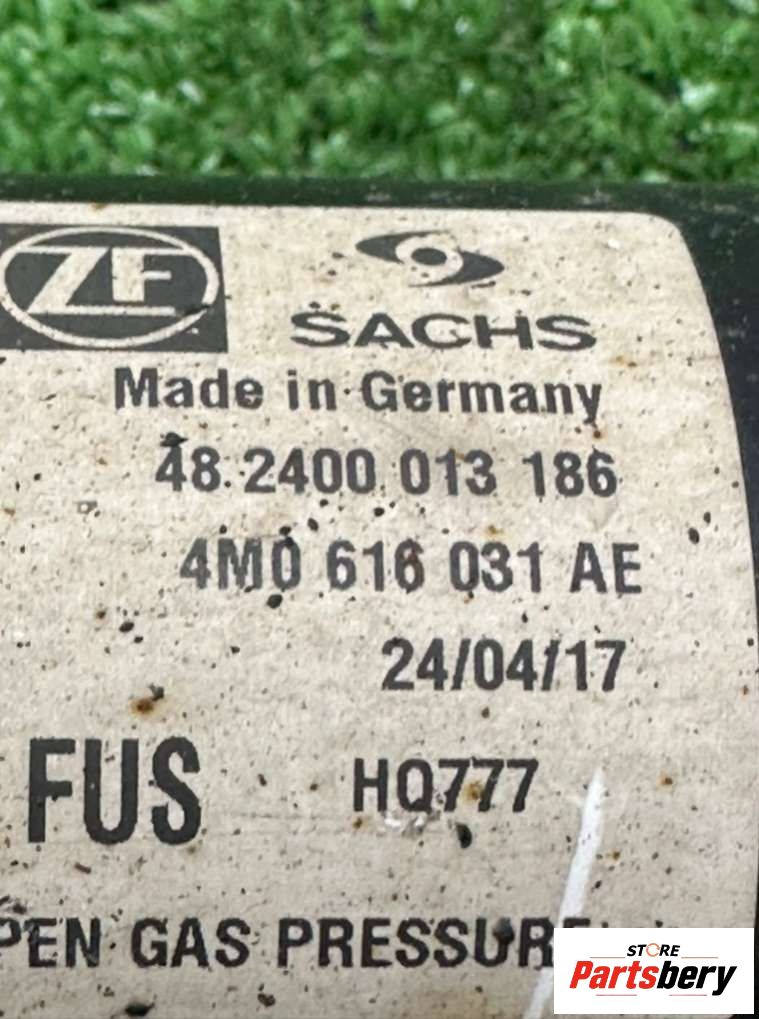 ZF
SACHS
Made in Germany
48.2400 013 186
4M0 616 031 AE
24/04/17
FUS HQ777
PEN GAS PRESSURE
STORE
Partsbery